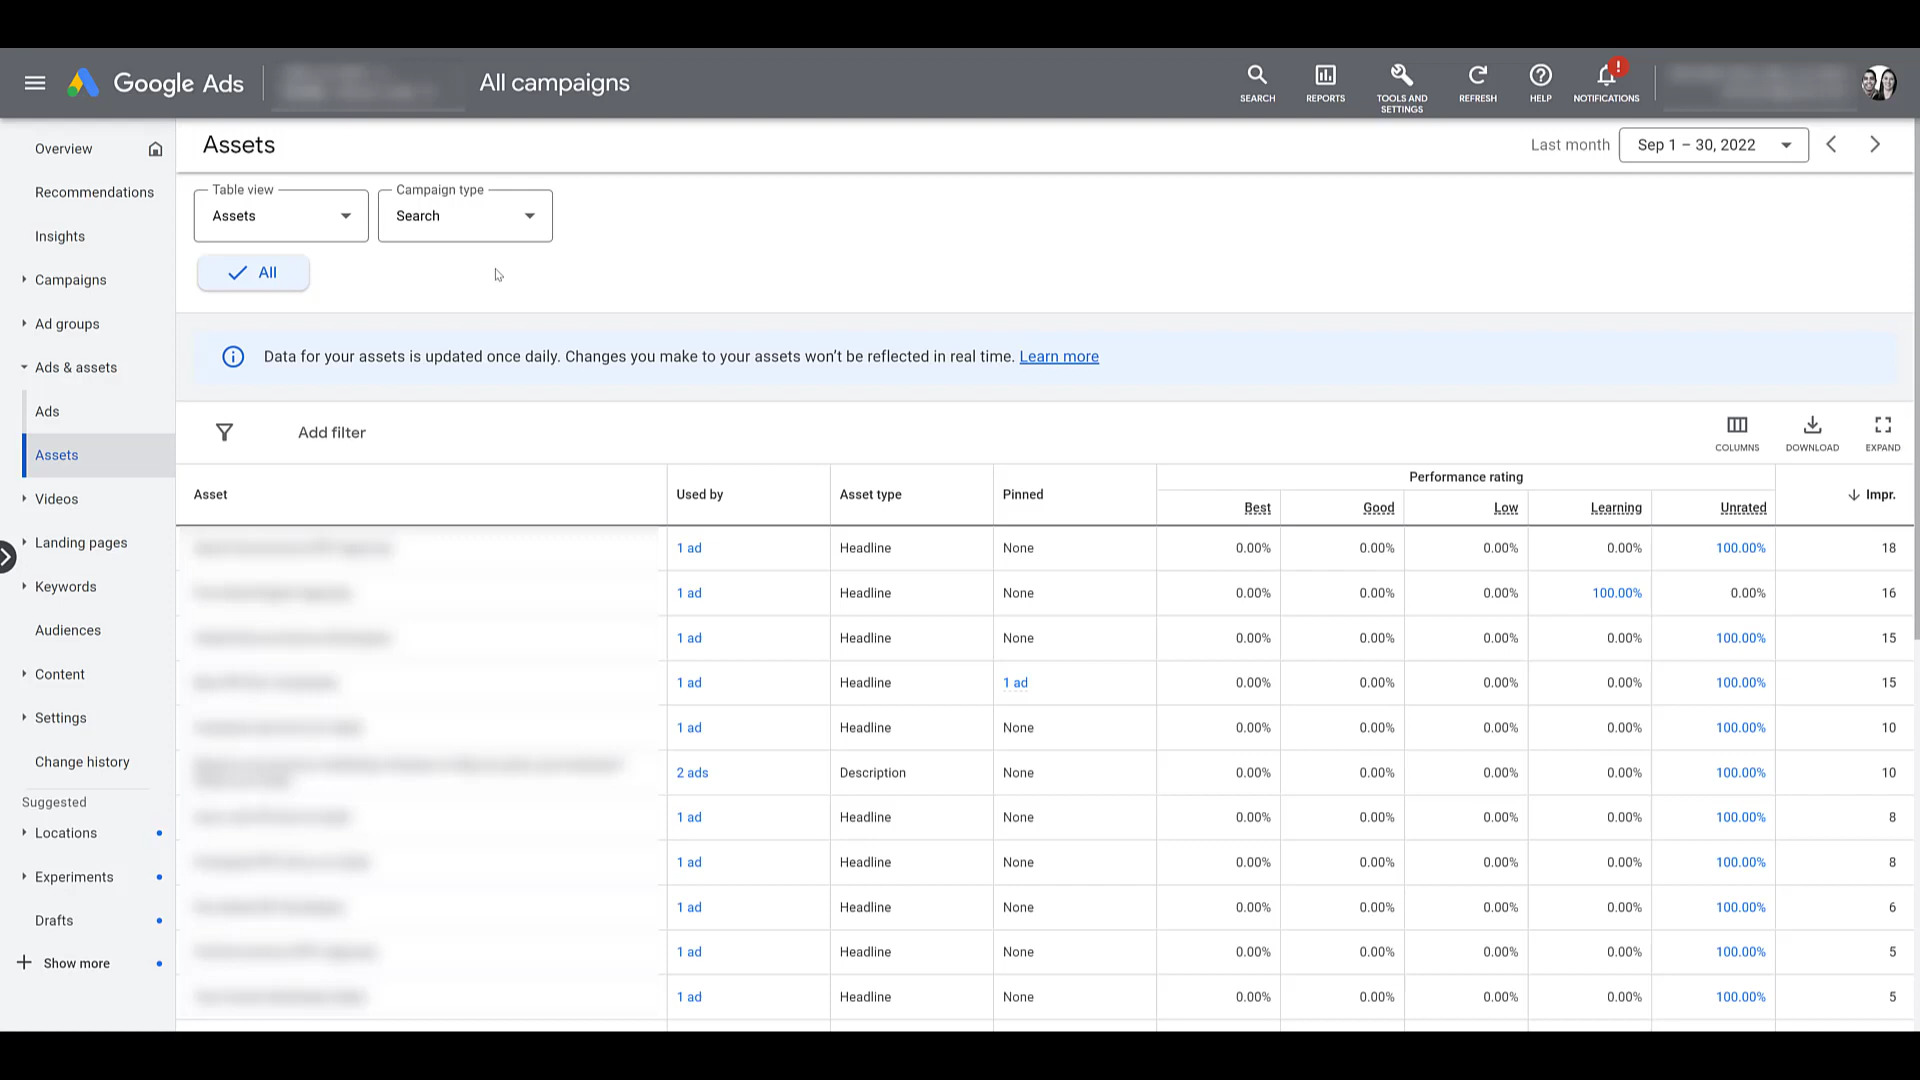 Google Ads
All campaigns
SEARCH
REPORTS
TOOLS AND
SETTINGS
REFRESH
HELP
!
NOTIFICATIONS
Overview
Recommendations
Insights
Campaigns
Ad groups
Ads & assets
Ads
Assets
Videos
Landing pages
Keywords
Audiences
Content
Settings
Change history
Suggested
Locations
Experiments
Drafts
Show more
Assets
Last month
Sep 1 – 30, 2022
Table view
Assets
Campaign type
Search
All
Data for your assets is updated once daily. Changes you make to your assets won’t be reflected in real time. Learn more
Add filter
COLUMNS
DOWNLOAD
EXPAND
Performance rating
Asset Used by Asset type Pinned Best Good Low Learning Unrated Impr.
1 ad Headline None 0.00% 0.00% 0.00% 0.00% 100.00% 18
1 ad Headline None 0.00% 0.00% 0.00% 100.00% 0.00% 16
1 ad Headline None 0.00% 0.00% 0.00% 0.00% 100.00% 15
1 ad Headline 1 ad 0.00% 0.00% 0.00% 0.00% 100.00% 15
1 ad Headline None 0.00% 0.00% 0.00% 0.00% 100.00% 10
2 ads Description None 0.00% 0.00% 0.00% 0.00% 100.00% 10
1 ad Headline None 0.00% 0.00% 0.00% 0.00% 100.00% 8
1 ad Headline None 0.00% 0.00% 0.00% 0.00% 100.00% 8
1 ad Headline None 0.00% 0.00% 0.00% 0.00% 100.00% 6
1 ad Headline None 0.00% 0.00% 0.00% 0.00% 100.00% 5
1 ad Headline None 0.00% 0.00% 0.00% 0.00% 100.00% 5